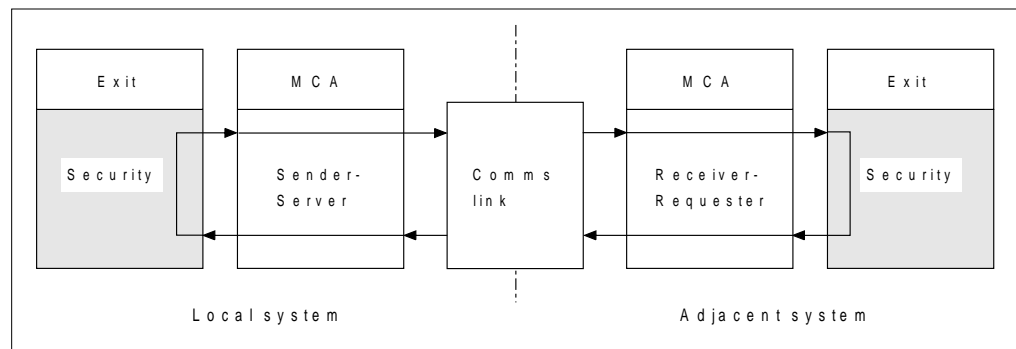 Exit
MCA
MCA
Exit
Security
Sender-
Server
Comms
link
Receiver-
Requester
Security
Local system
Adjacent system